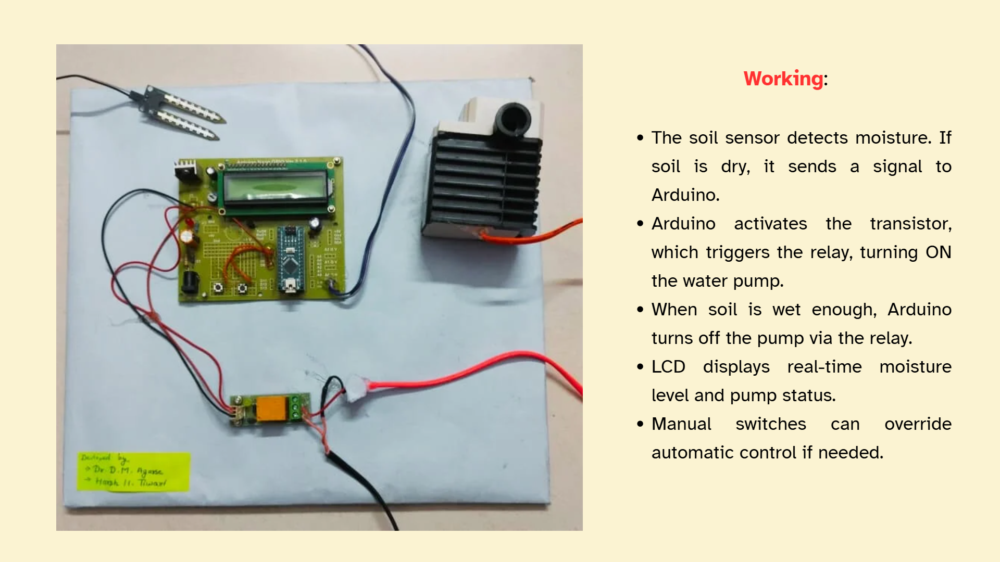 Working:
The soil sensor detects moisture. If
soil is dry, it sends a signal to
Arduino.
Arduino activates the transistor,
which triggers the relay, turning ON
the water pump.
When soil is wet enough, Arduino
turns off the pump via the relay.
LCD displays real-time moisture
level and pump status.
Manual switches can override
automatic control if needed.
Arduino Nano
by
→ Dr. D. M.
→ Harsh H. Tiwari